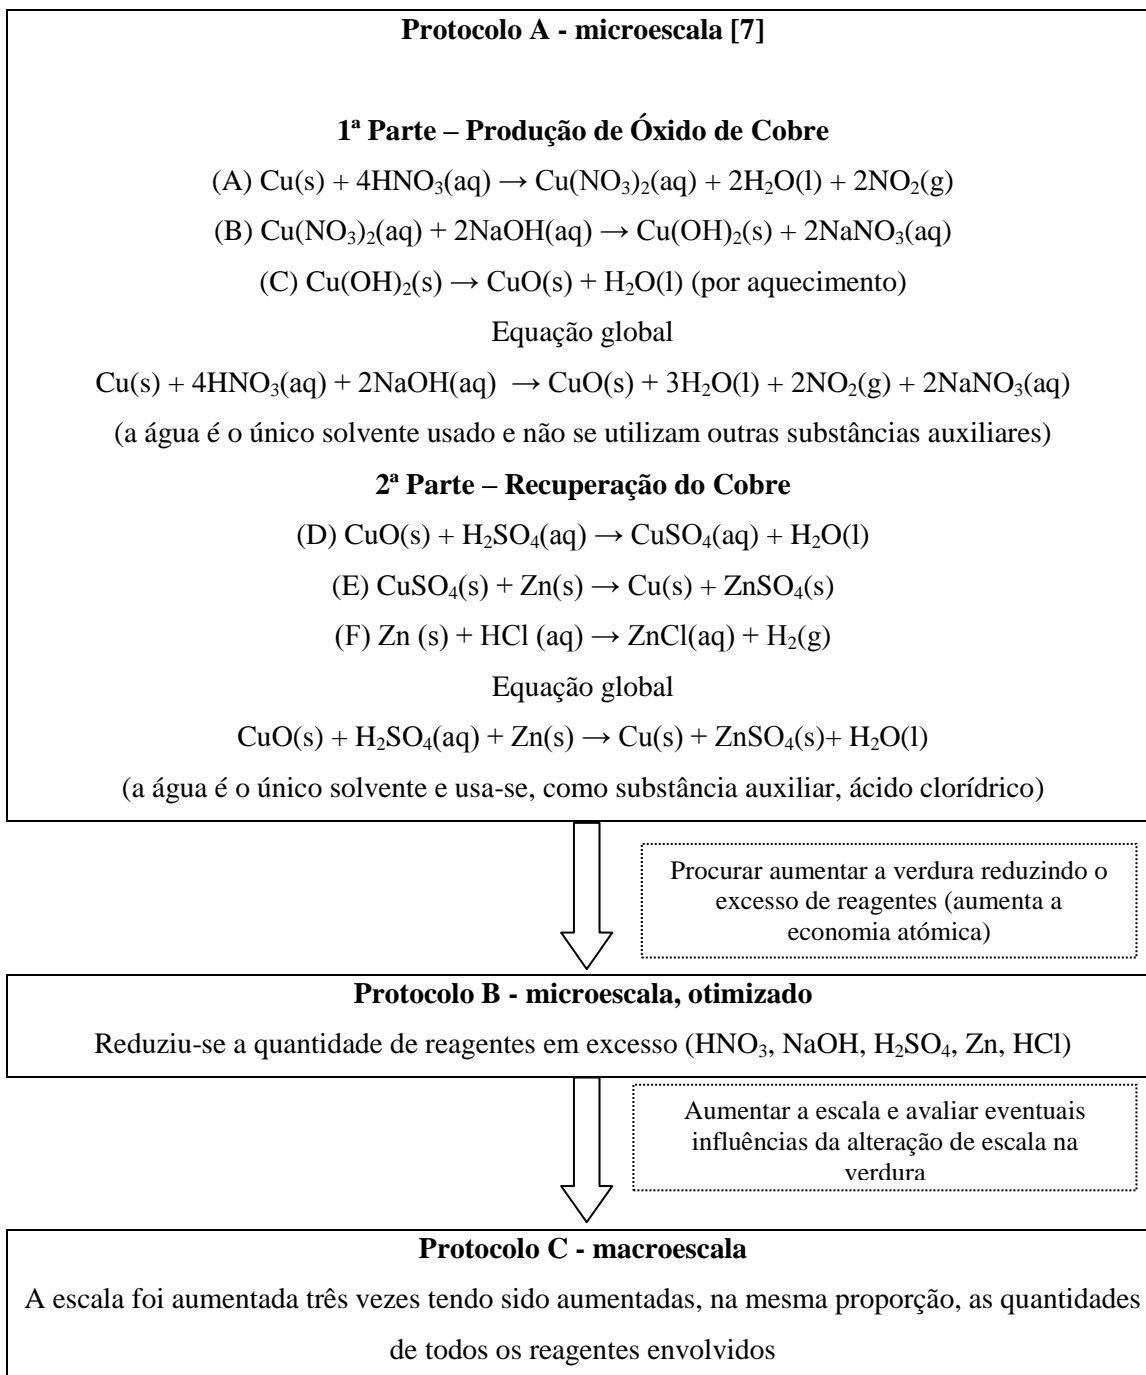 Protocolo A - microescala [7]
1ª Parte – Produção de Óxido de Cobre
(A) Cu(s) + 4HNO₃(aq) → Cu(NO₃)₂(aq) + 2H₂O(l) + 2NO₂(g)
(B) Cu(NO₃)₂(aq) + 2NaOH(aq) → Cu(OH)₂(s) + 2NaNO₃(aq)
(C) Cu(OH)₂(s) → CuO(s) + H₂O(l) (por aquecimento)
Equação global
Cu(s) + 4HNO₃(aq) + 2NaOH(aq) → CuO(s) + 3H₂O(l) + 2NO₂(g) + 2NaNO₃(aq)
(a água é o único solvente usado e não se utilizam outras substâncias auxiliares)
2ª Parte – Recuperação do Cobre
(D) CuO(s) + H₂SO₄(aq) → CuSO₄(aq) + H₂O(l)
(E) CuSO₄(s) + Zn(s) → Cu(s) + ZnSO₄(s)
(F) Zn (s) + HCl (aq) → ZnCl(aq) + H₂(g)
Equação global
CuO(s) + H₂SO₄(aq) + Zn(s) → Cu(s) + ZnSO₄(s)+ H₂O(l)
(a água é o único solvente e usa-se, como substância auxiliar, ácido clorídrico)
Procurar aumentar a verdura reduzindo o
excesso de reagentes (aumenta a
economia atómica)
Protocolo B - microescala, otimizado
Reduziu-se a quantidade de reagentes em excesso (HNO₃, NaOH, H₂SO₄, Zn, HCl)
Aumentar a escala e avaliar eventuais
influências da alteração de escala na
verdura
Protocolo C - macroescala
A escala foi aumentada três vezes tendo sido aumentadas, na mesma proporção, as quantidades
de todos os reagentes envolvidos